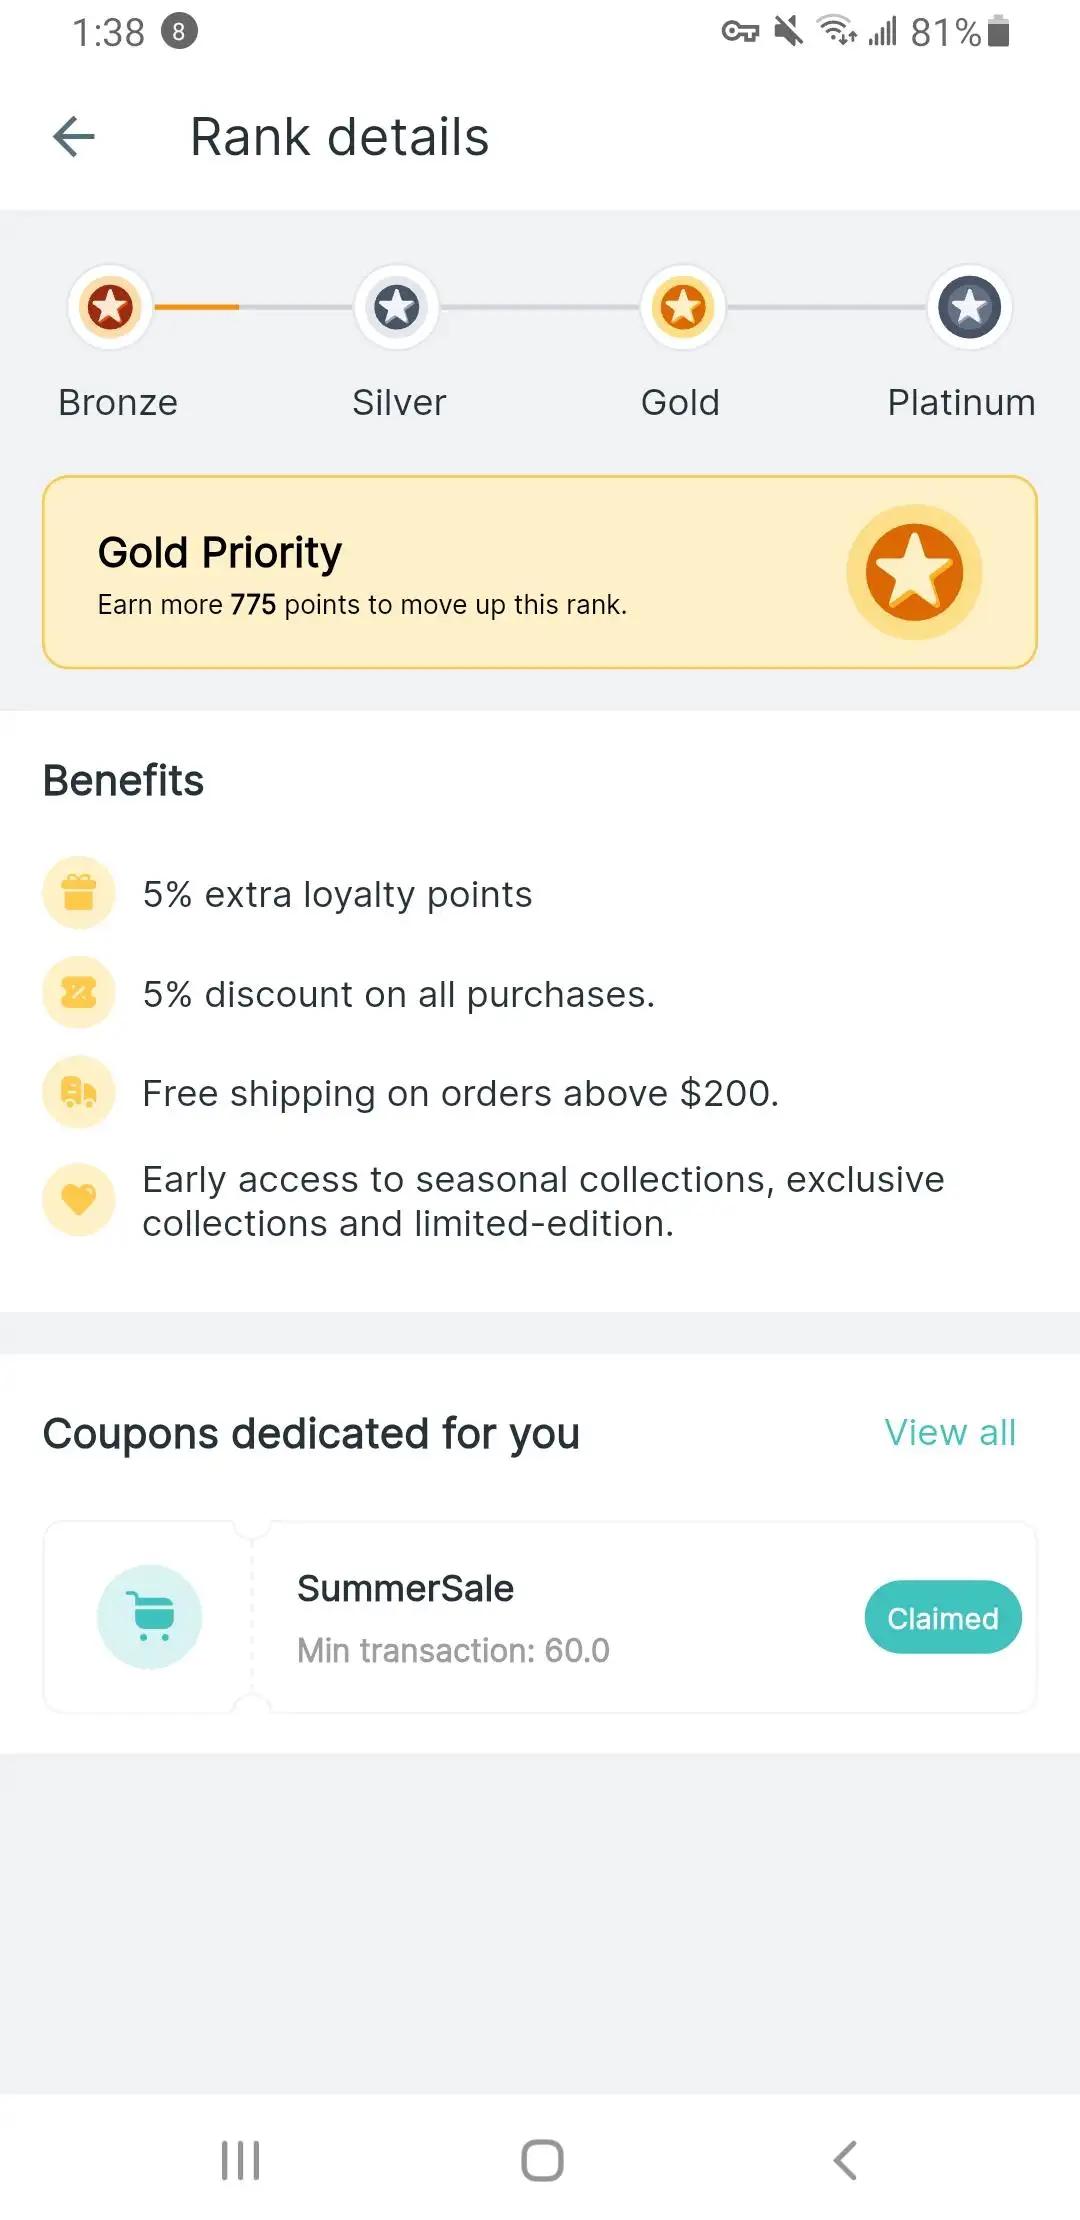 1:38 8 81%
Rank details
Bronze Silver Gold Platinum
Gold Priority
Earn more 775 points to move up this rank.
Benefits
5% extra loyalty points
5% discount on all purchases.
Free shipping on orders above $200.
Early access to seasonal collections, exclusive
collections and limited-edition.
Coupons dedicated for you View all
SummerSale
Min transaction: 60.0
Claimed